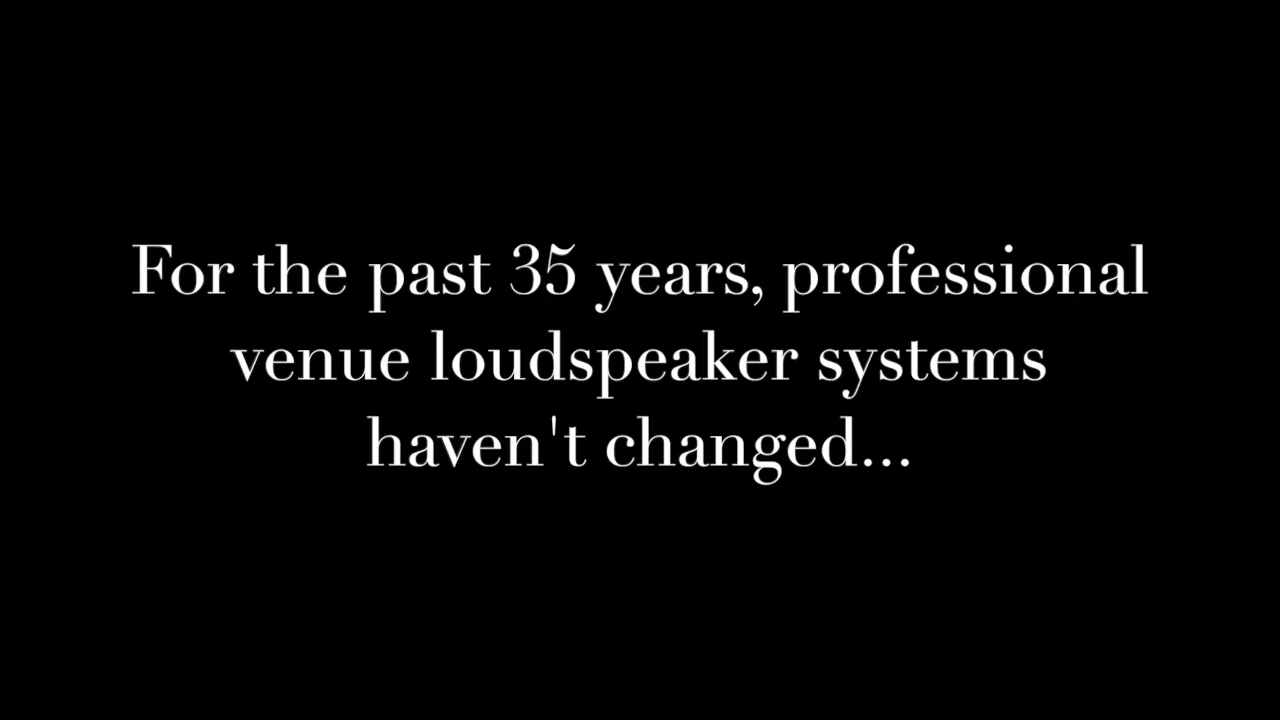 For the past 35 years, professional
venue loudspeaker systems
haven't changed...